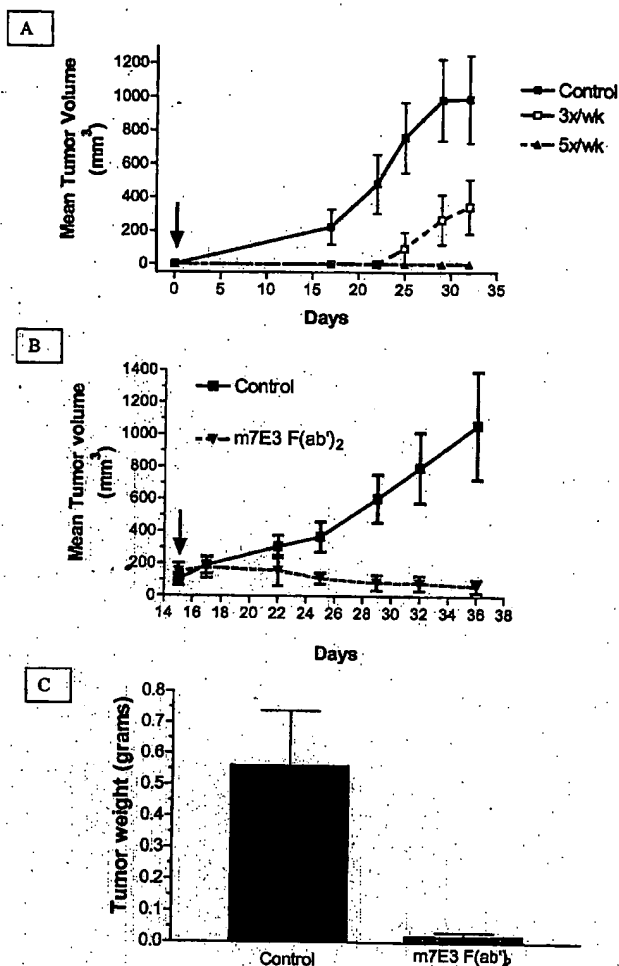 A
Mean Tumor Volume
(mm³)
1000
800
600
400
200
0
0 5 10 15 20 25 30 35
Days
Control
3x/wk
5x/wk
B
Mean Tumor volume
(mm³)
1400
1200
1000
800
600
400
200
0
Control
m7E3 F(ab')₂
14 16 18 20 22 24 26 28 30 32 34 36 38
Days
C
Tumor weight (grams)
0.8
0.7
0.6
0.5
0.4
0.3
0.2
0.1
0.0
Control
m7E3 F(ab')₂